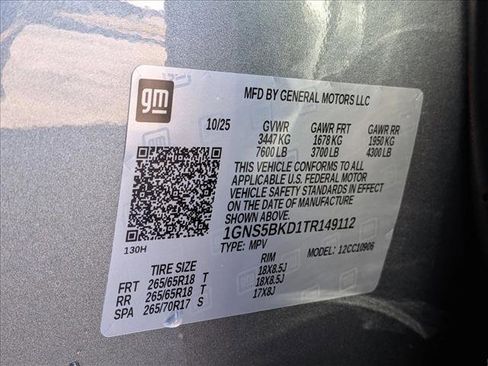 gm
MFD BY GENERAL MOTORS LLC
10/25 GVWR GAWR FRT GAWR RR
3447 KG 1678 KG 1950 KG
7600 LB 3700 LB 4300 LB
THIS VEHICLE CONFORMS TO ALL
APPLICABLE U.S. FEDERAL MOTOR
VEHICLE SAFETY STANDARDS IN EFFECT
ON THE DATE OF MANUFACTURE
SHOWN ABOVE.
1GNS5BKD1TR149112
130H TYPE: MPV MODEL: 12CC10906
TIRE SIZE RIM
FRT 265/65R18 T 18X8.5J
RR 265/65R18 T 18X8.5J
SPA 265/70R17 S 17X8J